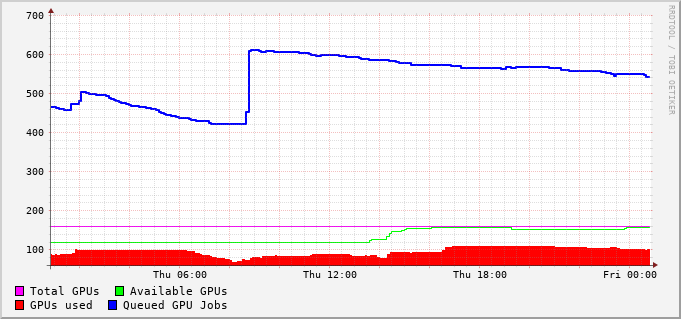 700
600
500
400
300
200
100
Thu 06:00 Thu 12:00 Thu 18:00 Fri 00:00
Total GPUs Available GPUs
GPUs used Queued GPU Jobs
RRDTOOL / TOBI OETIKER